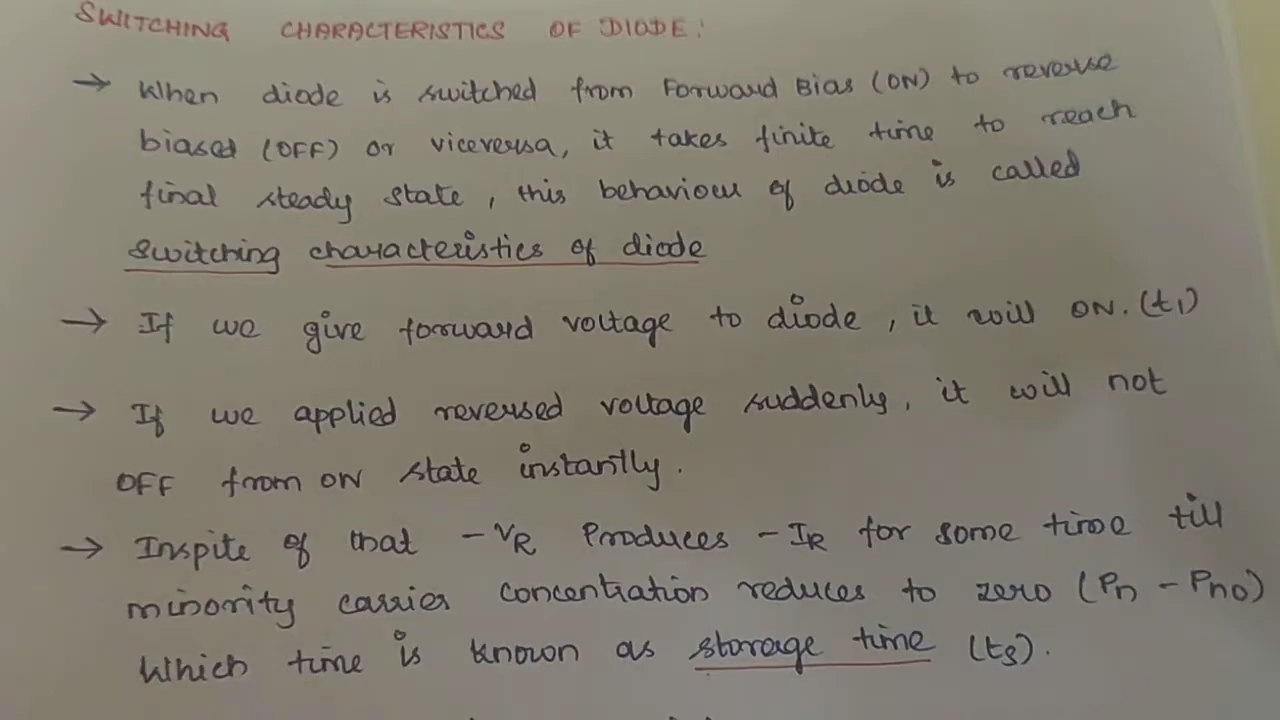 SWITCHING CHARACTERISTICS OF DIODE:
→ When diode is switched from Forward Bias (ON) to reverse
biased (OFF) or viceversa, it takes finite time to reach
final steady state, this behaviour of diode is called
switching characteristics of diode
→ If we give forward voltage to diode, it will ON. (t1)
→ If we applied reversed voltage suddenly, it will not
OFF from ON state instantly.
→ Inspite of that -VR Produces -IR for some time till
minority carrier concentration reduces to zero (Pn - Pno)
which time is known as storage time (ts).